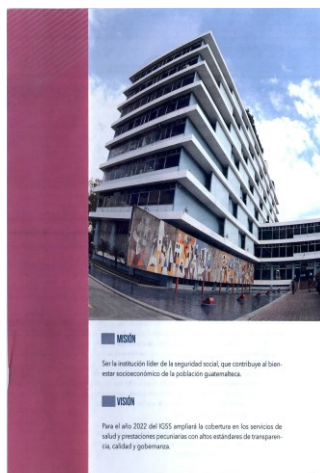 MISIÓN
Ser la institución líder de la seguridad social, que contribuye al bien-
estar socioeconómico de la población guatemalteca.
VISIÓN
Para el año 2022 del IGSS ampliará la cobertura en los servicios de
salud y prestaciones pecuniarias con altos estándares de transparen-
cia, calidad y gobernanza.